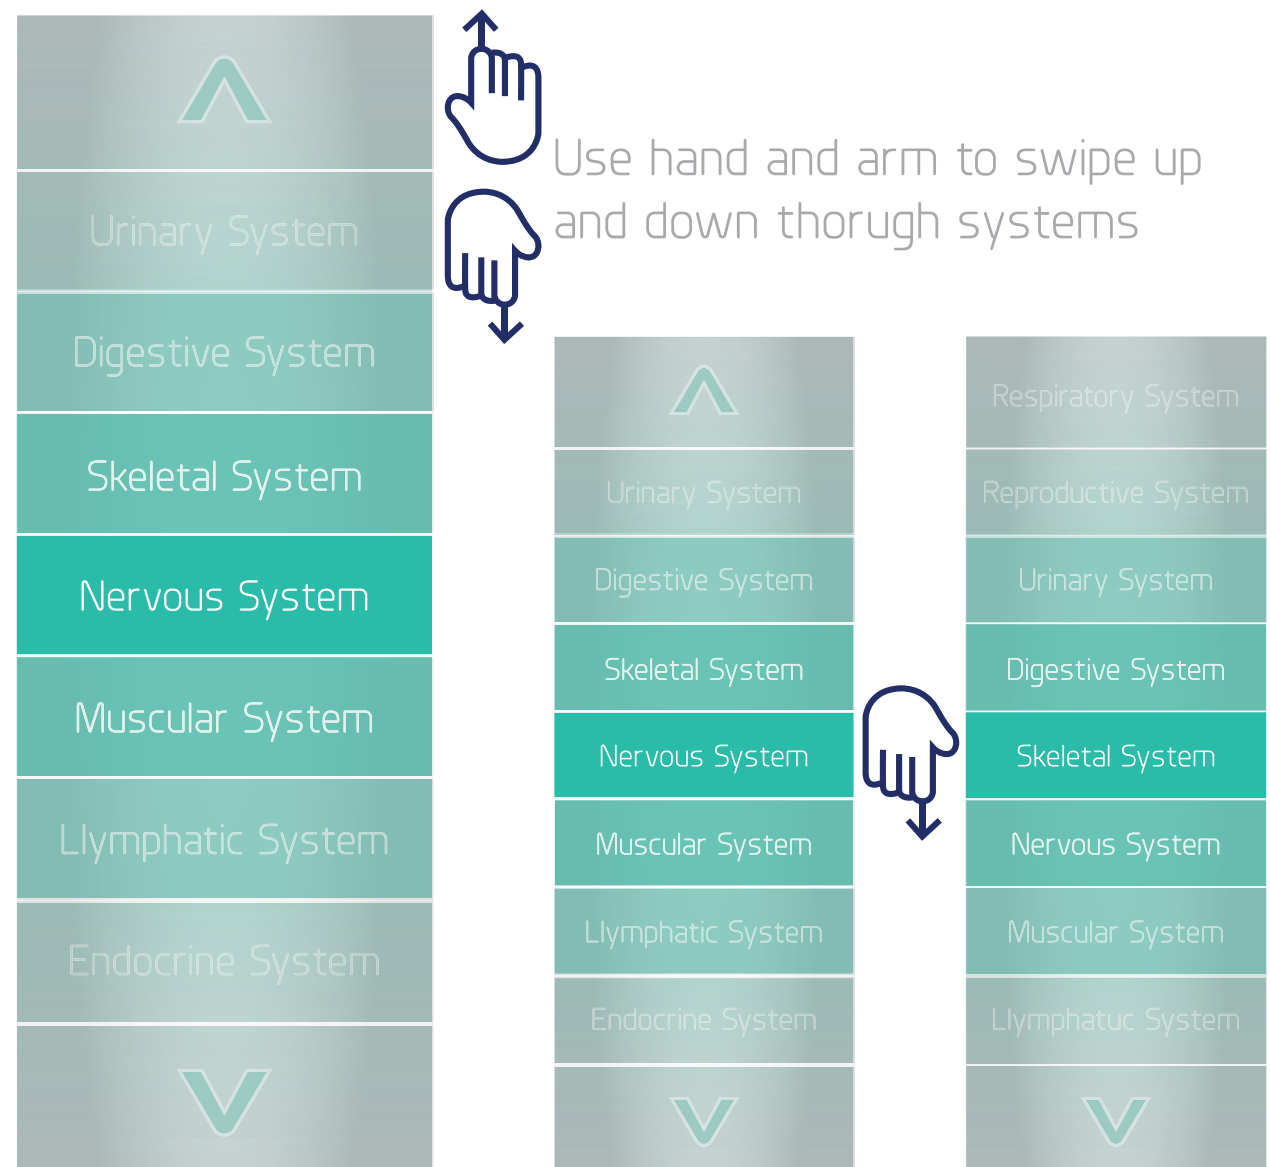 Use hand and arm to swipe up
and down thorugh systems
Urinary System
Digestive System
Skeletal System
Nervous System
Muscular System
Llymphatic System
Endocrine System
Urinary System
Digestive System
Skeletal System
Nervous System
Muscular System
Llymphatic System
Endocrine System
Respiratory System
Reproductive System
Urinary System
Digestive System
Skeletal System
Nervous System
Muscular System
Llymphatuc System